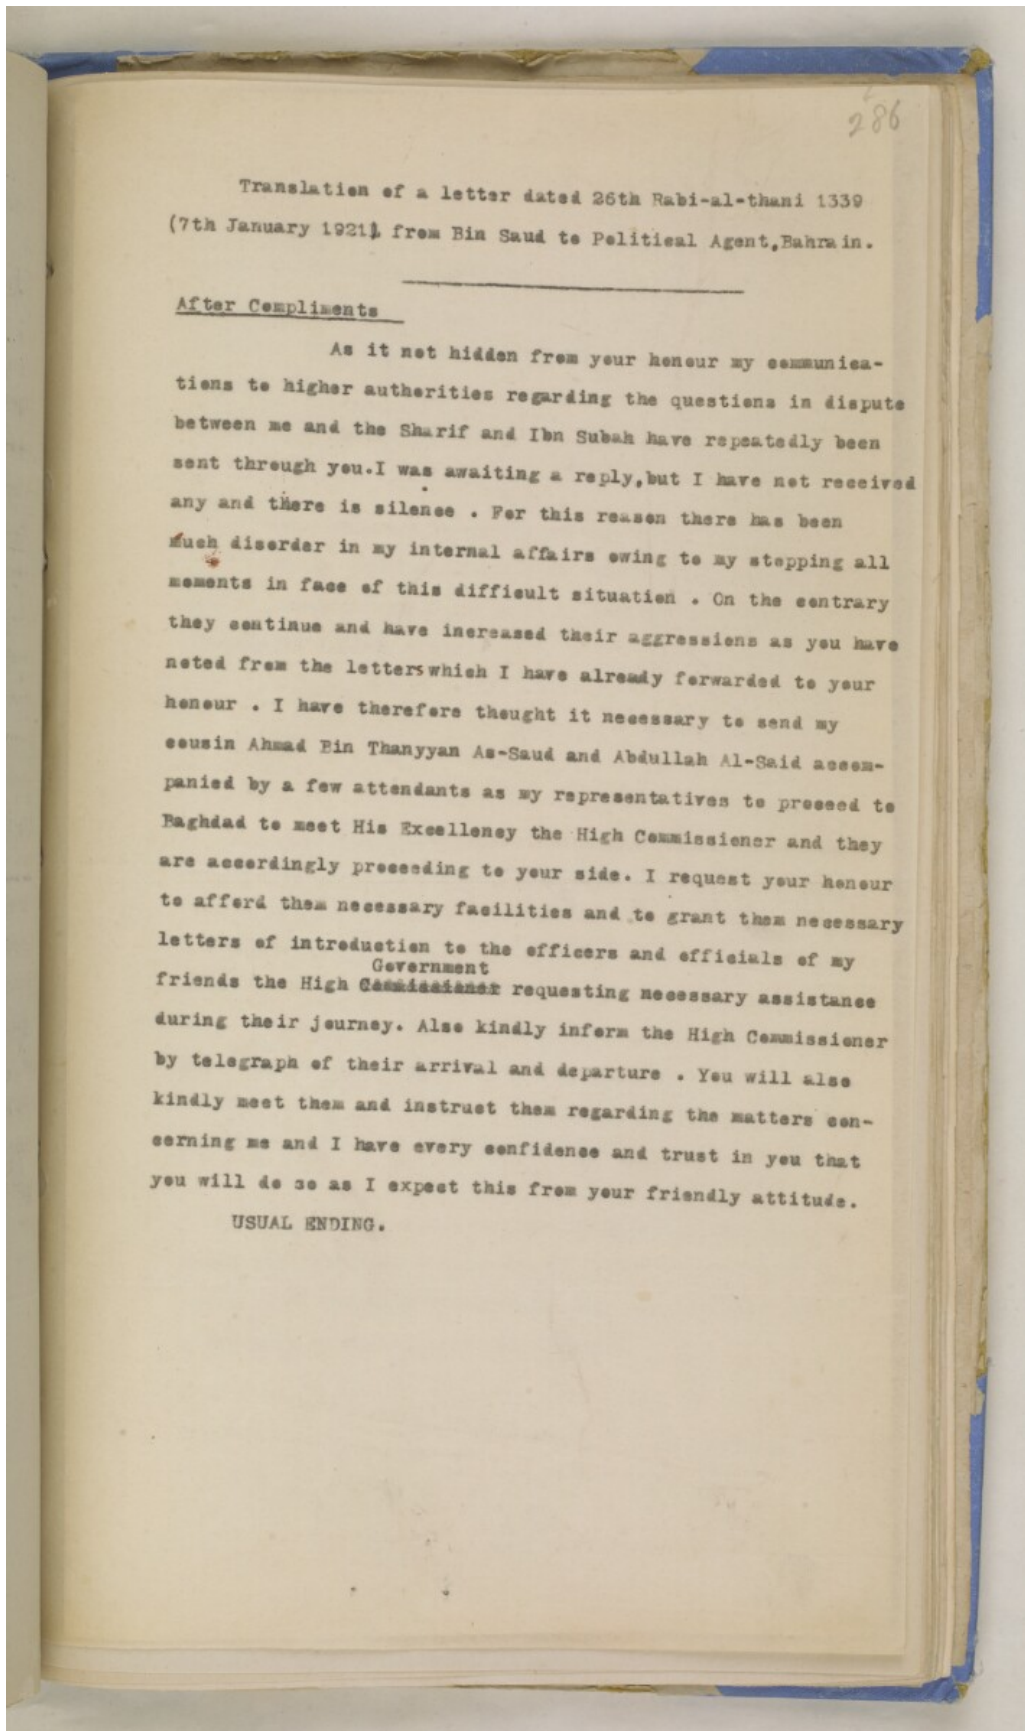 286
Translation of a letter dated 26th Rabi-al-thani 1339
(7th January 1921) from Bin Saud to Political Agent,Bahrain.
After Compliments
As it not hidden from your honour my communica-
tions to higher authorities regarding the questions in dispute
between me and the Sharif and Ibn Subah have repeatedly been
sent through you.I was awaiting a reply,but I have not received
any and there is silence . For this reason there has been
much disorder in my internal affairs owing to my stopping all
moments in face of this difficult situation . On the contrary
they continue and have increased their aggressions as you have
noted from the letters which I have already forwarded to your
honour . I have therefore thought it necessary to send my
cousin Ahmad Bin Thanyyan As-Saud and Abdullah Al-Said accom-
panied by a few attendants as my representatives to proceed to
Baghdad to meet His Excellency the High Commissioner and they
are accordingly proceeding to your side. I request your honour
to afford them necessary facilities and to grant them necessary
letters of introduction to the officers and officials of my
Government
friends the High Commissioner requesting necessary assistance
during their journey. Also kindly inform the High Commissioner
by telegraph of their arrival and departure . You will also
kindly meet them and instruct them regarding the matters con-
cerning me and I have every confidence and trust in you that
you will do so as I expect this from your friendly attitude.
USUAL ENDING.